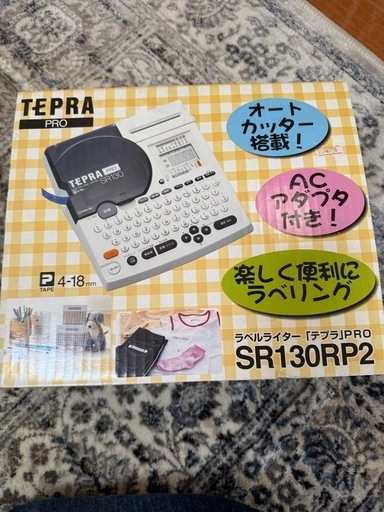 TEPRA
PRO
オート
カッター
搭載!
TEPRA PRO
SR130
AC
アダプタ
付き!
楽しく便利に
ラベリング
P
TAPE
4-18mm
ラベルライター「テプラ」PRO
SR130RP2